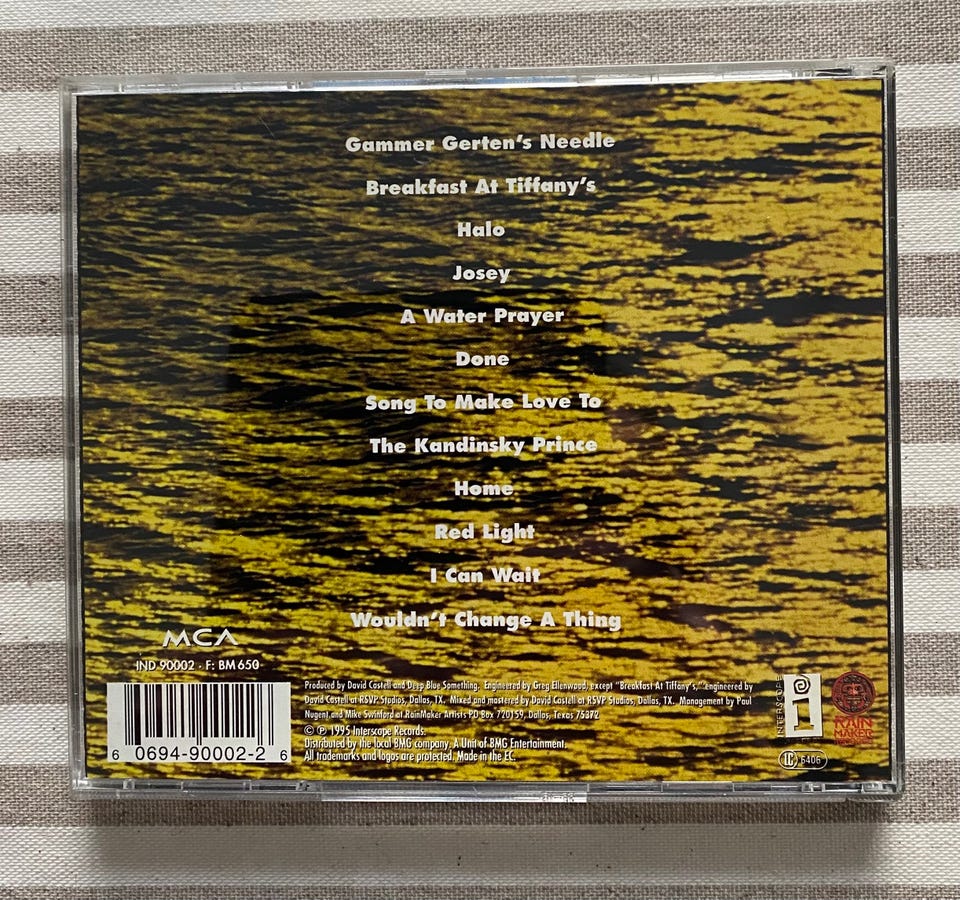 Gammer Gerten's Needle
Breakfast At Tiffany's
Halo
Josey
A Water Prayer
Done
Song To Make Love To
The Kandinsky Prince
Home
Red Light
I Can Wait
Wouldn't Change A Thing
MCA
IND 90002 · F: BM 650
6 0694-90002-2 6
Produced by David Castell and Deep Blue Something. Engineered by Greg Ellenwood, except "Breakfast At Tiffany's," engineered by
David Castell at RSVP Studios, Dallas, TX. Mixed and mastered by David Castell at RSVP Studios, Dallas, TX. Management by Paul
Nugent and Mike Swinford at RainMaker Artists PO Box 720159, Dallas, Texas 75372
© ℗ 1995 Interscope Records.
Distributed by the local BMG company. A Unit of BMG Entertainment.
All trademarks and logos are protected. Made in the EC.
INTERSCOPE
i
RAIN
MAKER
LC 6406